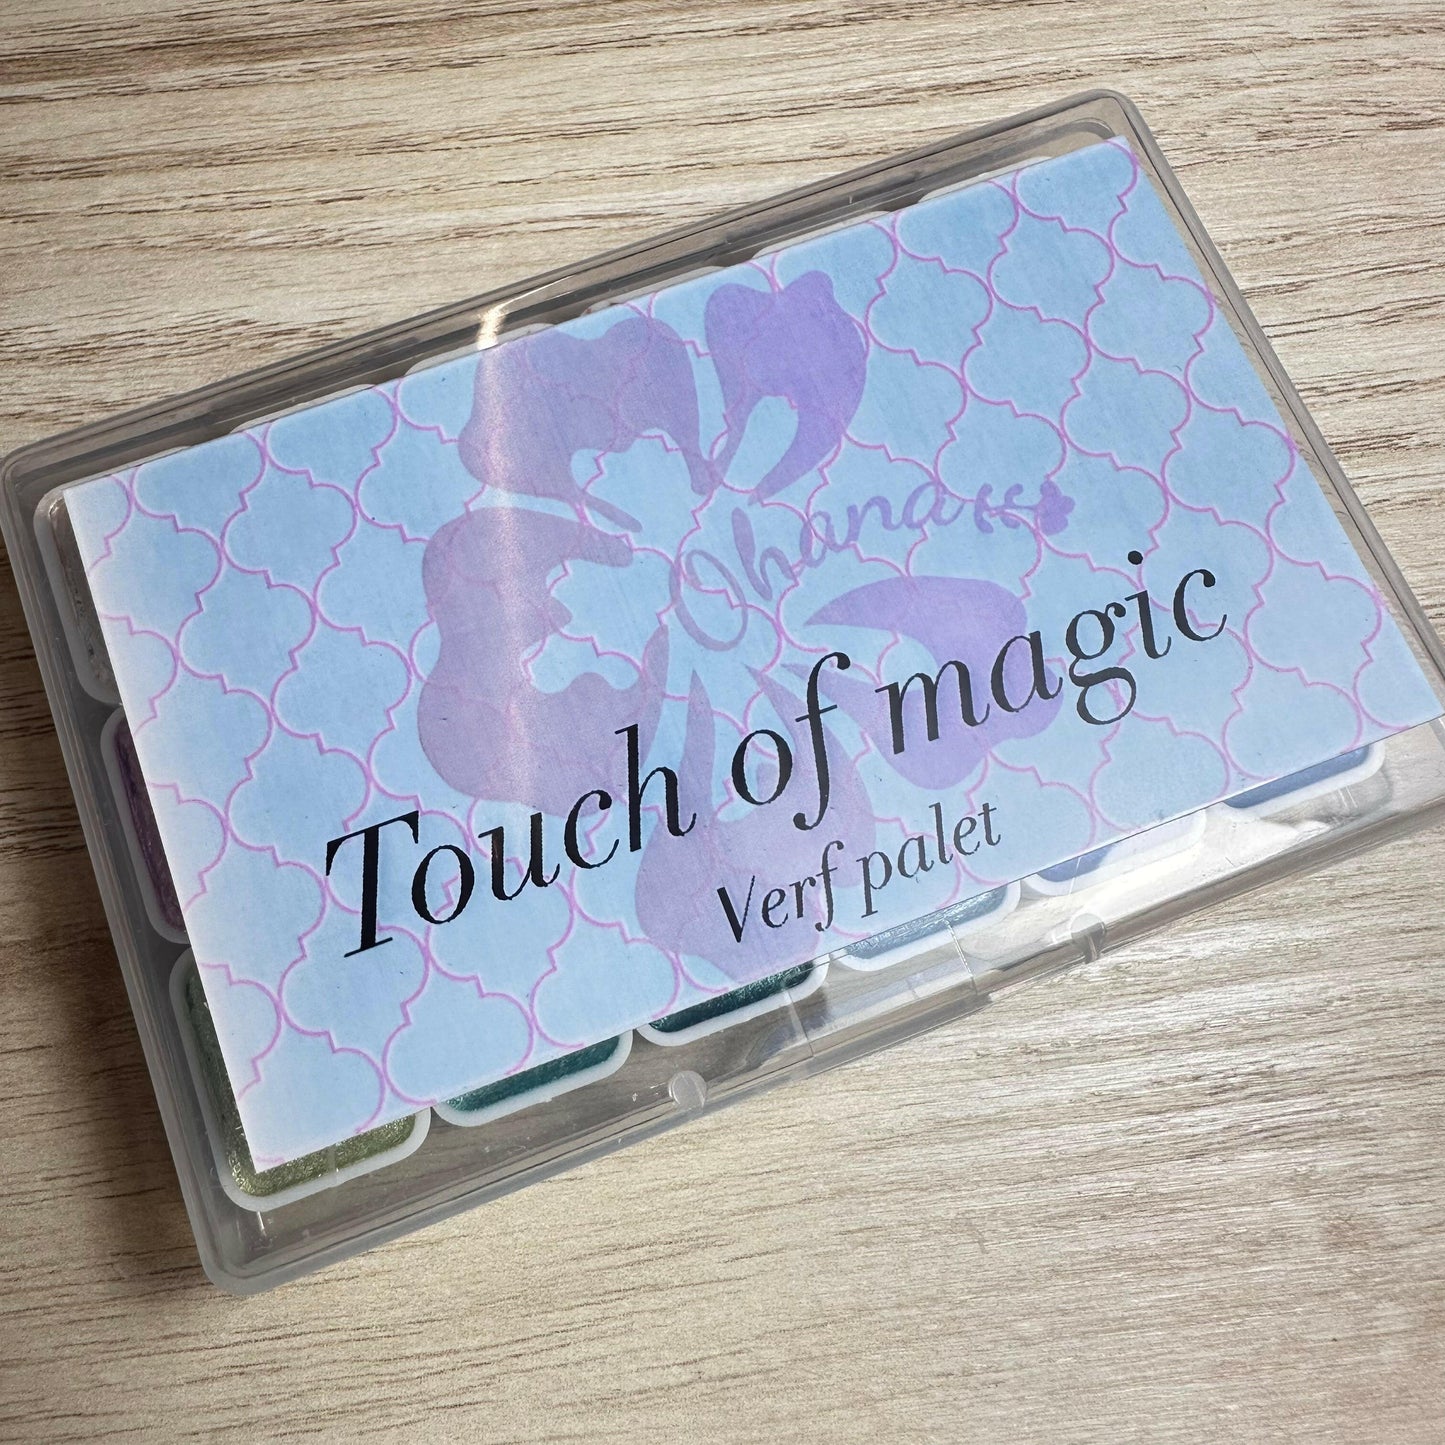 Ohana
Touch of magic
Verf palet